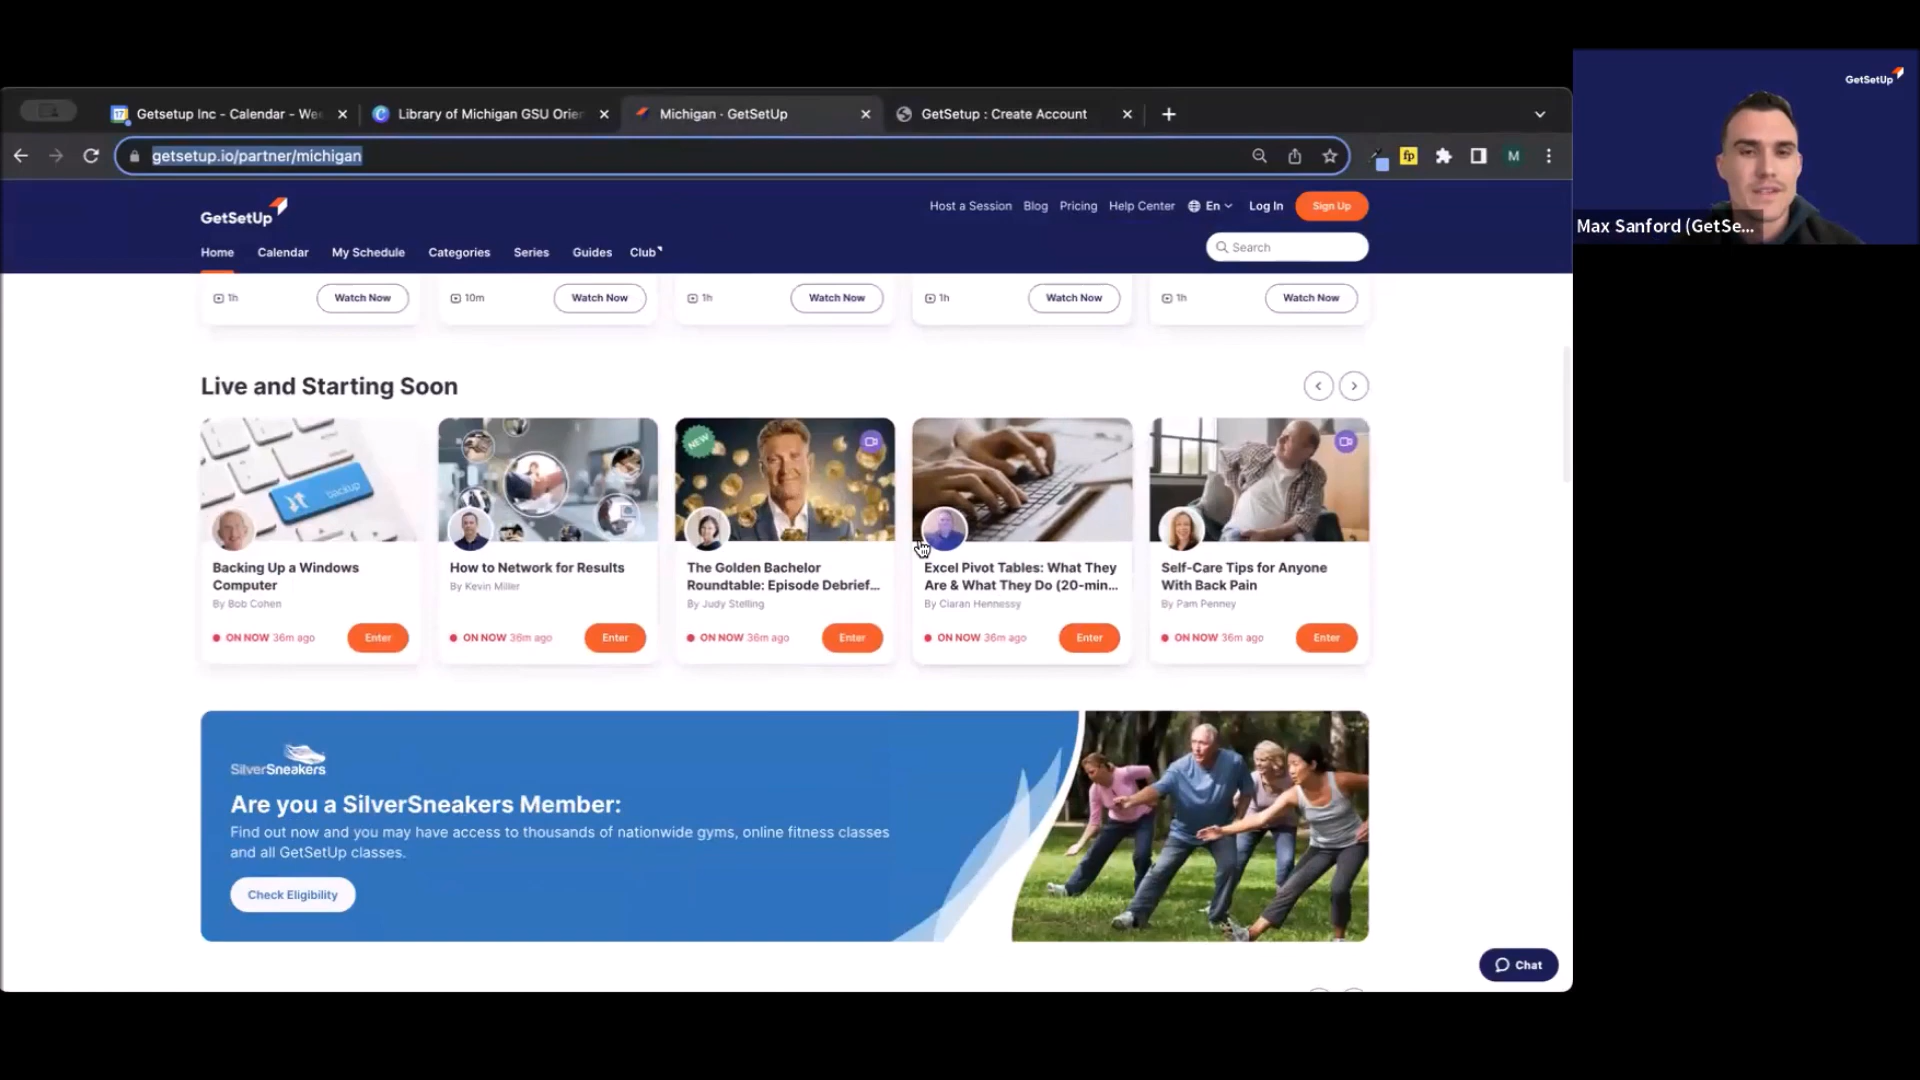 GetSetUp
Max Sanford (GetSe...
Getsetup Inc - Calendar - We
Library of Michigan GSU Orie
Michigan - GetSetUp
GetSetup : Create Account
getsetup.io/partner/michigan
fp
M
GetSetUp
Host a Session
Blog
Pricing
Help Center
En
Log In
Sign Up
Home
Calendar
My Schedule
Categories
Series
Guides
Club
Search
1h
Watch Now
10m
Watch Now
1h
Watch Now
1h
Watch Now
1h
Watch Now
Live and Starting Soon
backup
NEW
Backing Up a Windows
Computer
By Bob Cohen
ON NOW 36m ago
Enter
How to Network for Results
By Kevin Miller
ON NOW 36m ago
Enter
The Golden Bachelor
Roundtable: Episode Debrief...
By Judy Stelling
ON NOW 36m ago
Enter
Excel Pivot Tables: What They
Are & What They Do (20-min...
By Ciaran Hennessy
ON NOW 36m ago
Enter
Self-Care Tips for Anyone
With Back Pain
By Pam Penney
ON NOW 36m ago
Enter
SilverSneakers
Are you a SilverSneakers Member:
Find out now and you may have access to thousands of nationwide gyms, online fitness classes
and all GetSetUp classes.
Check Eligibility
Chat